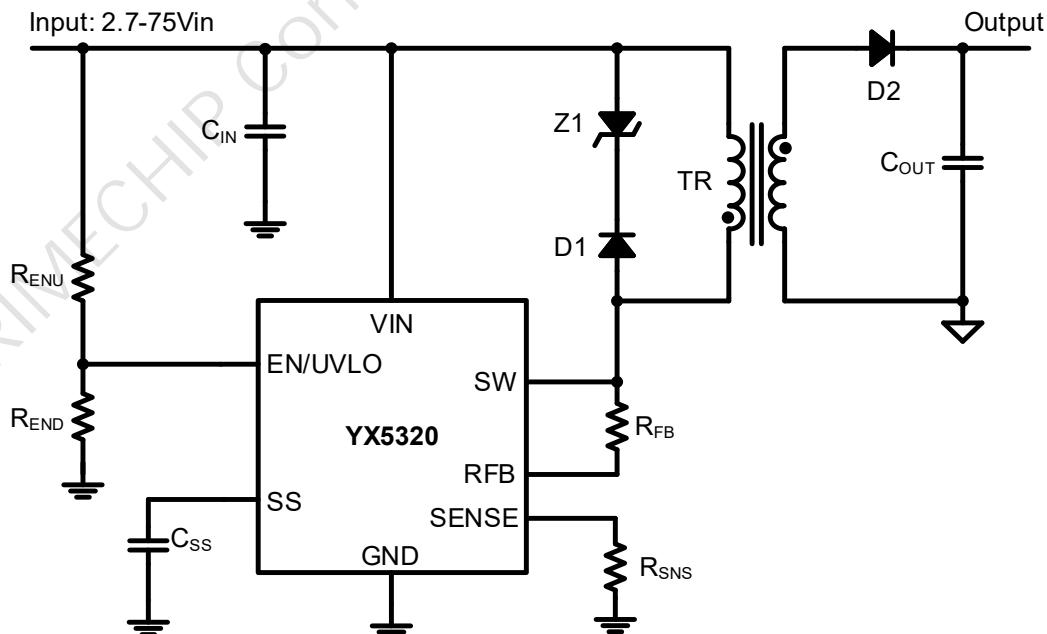 Input: 2.7-75Vin
Output
D2
CIN
Z1
TR
COUT
D1
RENU
VIN
EN/UVLO
SW
REND
YX5320
RFB
RFB
SS
SENSE
CSS
GND
RSNS